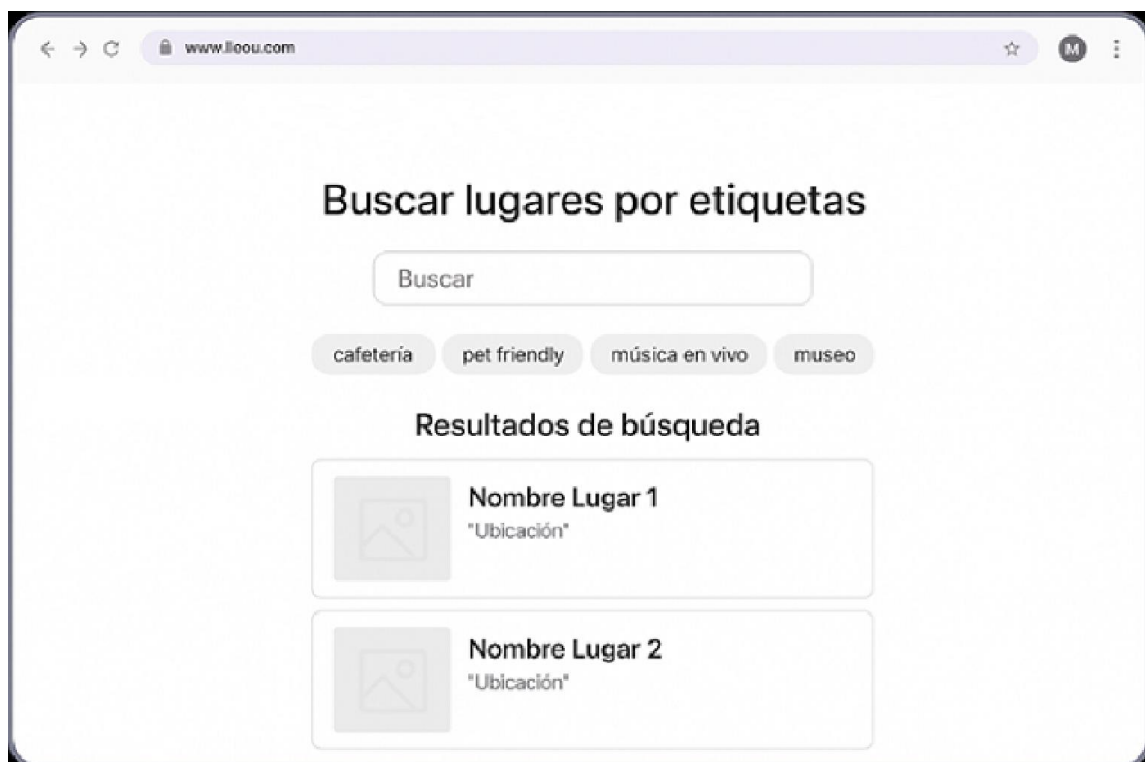 www.lloou.com
M
Buscar lugares por etiquetas
Buscar
cafetería pet friendly música en vivo museo
Resultados de búsqueda
Nombre Lugar 1
"Ubicación"
Nombre Lugar 2
"Ubicación"